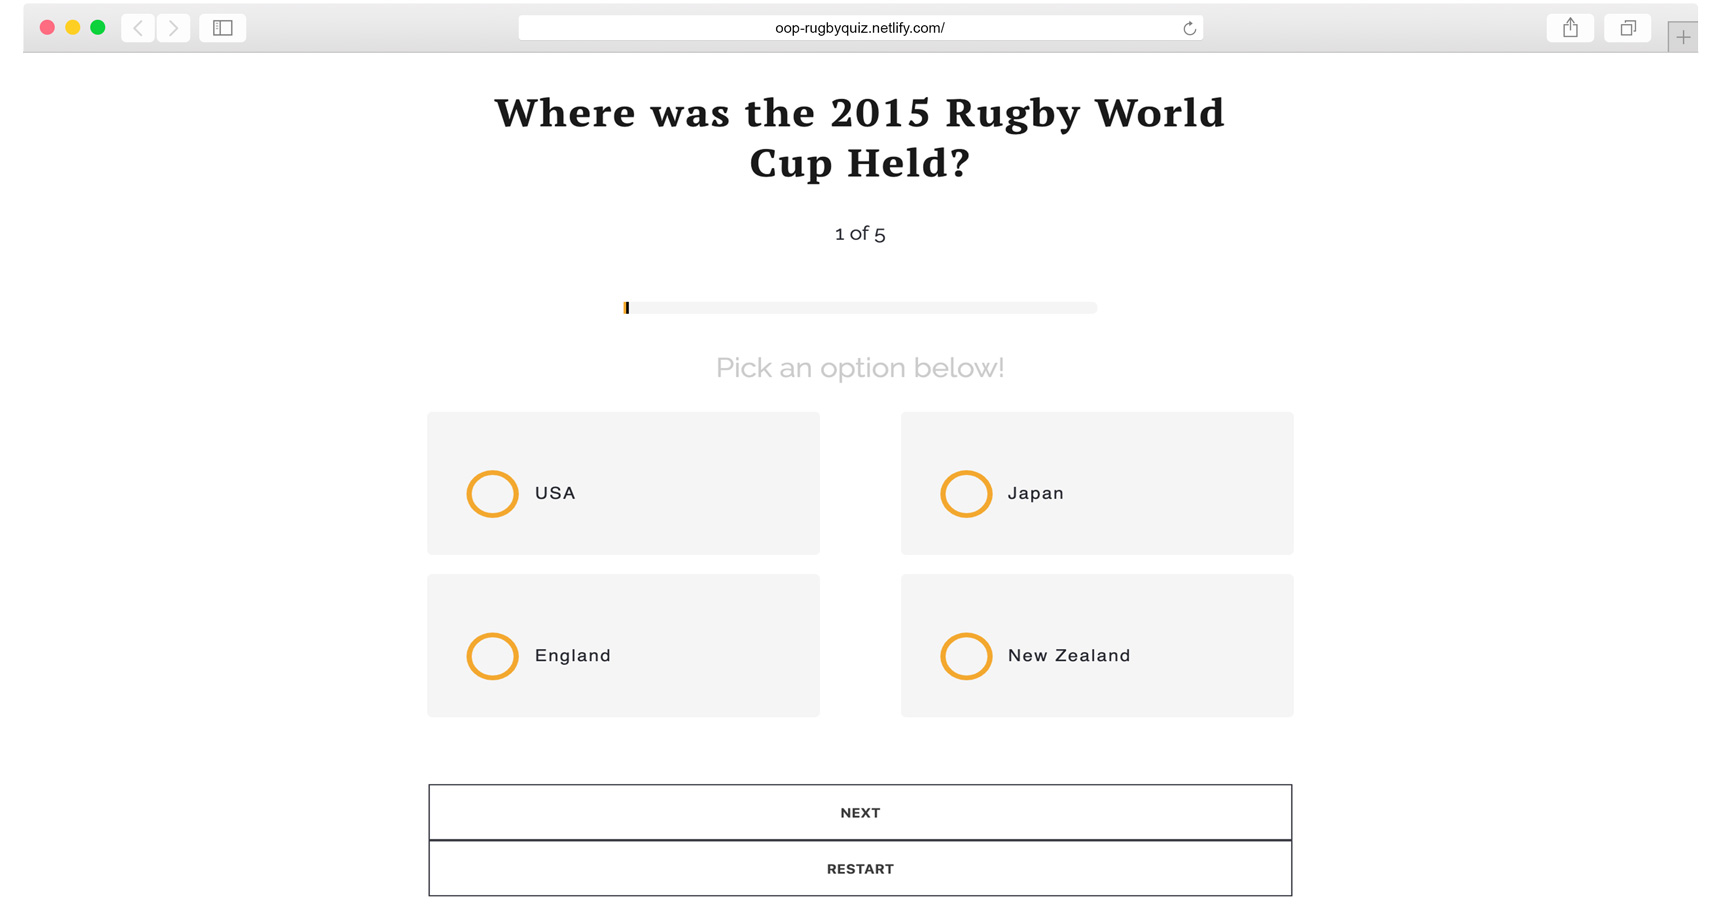 oop-rugbyquiz.netlify.com/
Where was the 2015 Rugby World
Cup Held?
1 of 5
Pick an option below!
USA
Japan
England
New Zealand
NEXT
RESTART